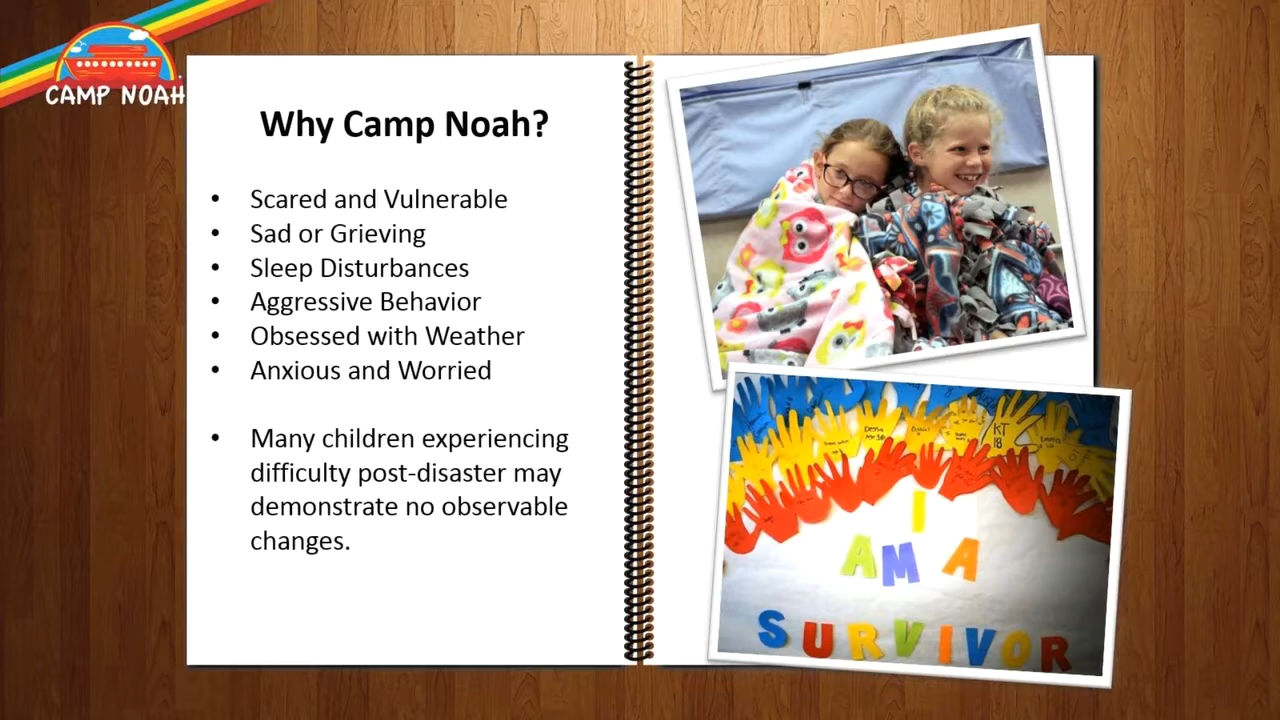 CAMP NOAH
Why Camp Noah?
• Scared and Vulnerable
• Sad or Grieving
• Sleep Disturbances
• Aggressive Behavior
• Obsessed with Weather
• Anxious and Worried
• Many children experiencing
difficulty post-disaster may
demonstrate no observable
changes.
KT
18
I
AM A
SURVIVOR